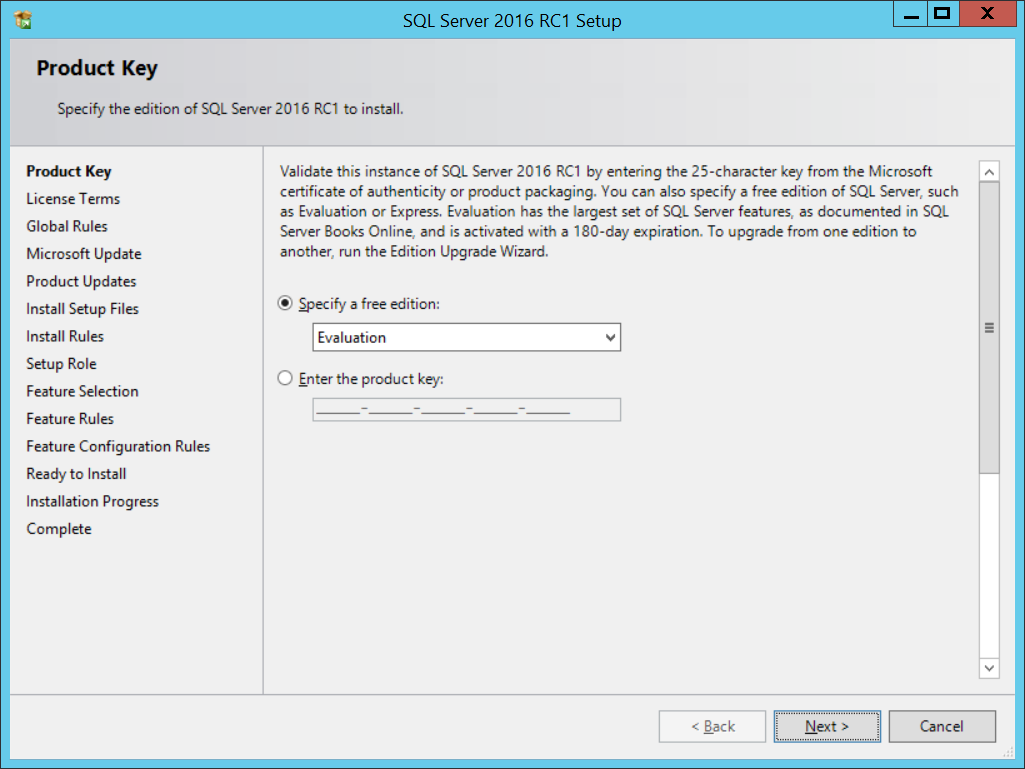 SQL Server 2016 RC1 Setup
Product Key
Specify the edition of SQL Server 2016 RC1 to install.
Product Key
License Terms
Global Rules
Microsoft Update
Product Updates
Install Setup Files
Install Rules
Setup Role
Feature Selection
Feature Rules
Feature Configuration Rules
Ready to Install
Installation Progress
Complete
Validate this instance of SQL Server 2016 RC1 by entering the 25-character key from the Microsoft
certificate of authenticity or product packaging. You can also specify a free edition of SQL Server, such
as Evaluation or Express. Evaluation has the largest set of SQL Server features, as documented in SQL
Server Books Online, and is activated with a 180-day expiration. To upgrade from one edition to
another, run the Edition Upgrade Wizard.
Specify a free edition:
Evaluation
Enter the product key:
_____-_____-_____-_____-_____
< Back
Next >
Cancel